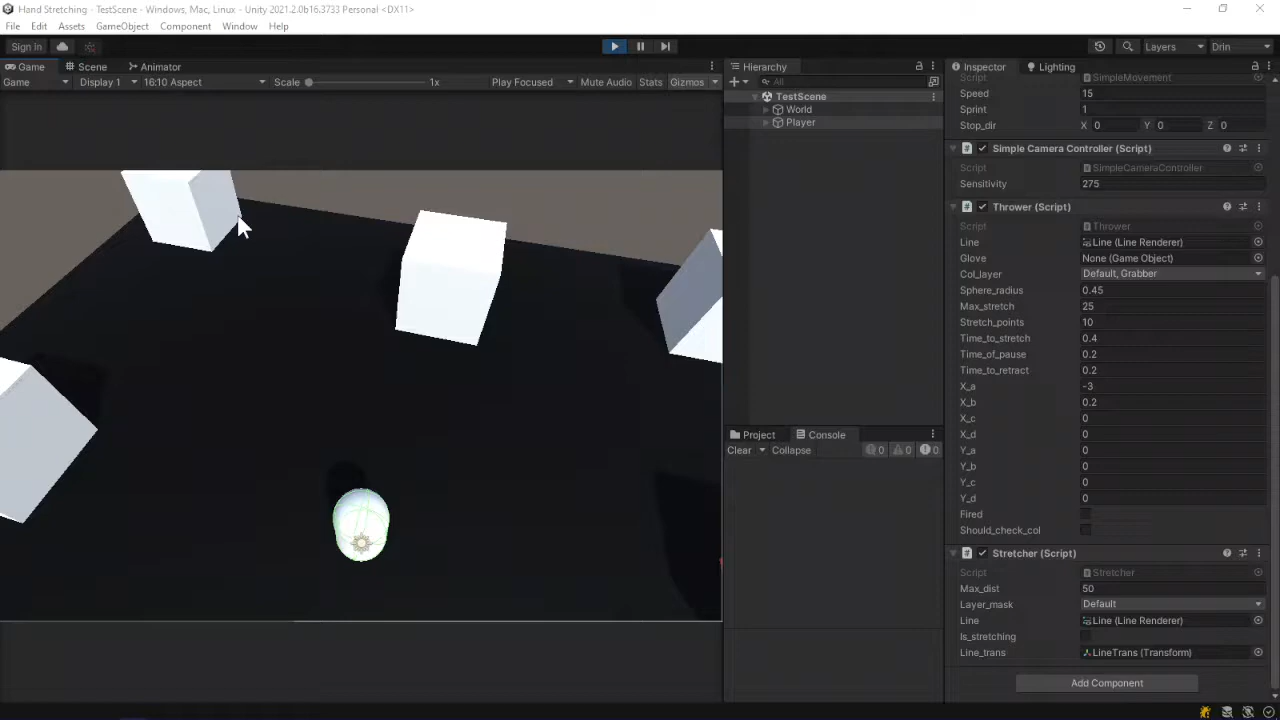 Hand Stretching - TestScene - Windows, Mac, Linux - Unity 2021.2.0b16.3733 Personal <DX11>
File Edit Assets GameObject Component Window Help
Sign in Layers Drin
Game Scene Animator
Game Display 1 16:10 Aspect Scale 1x Play Focused Mute Audio Stats Gizmos
Hierarchy
All
TestScene
World
Player
Project Console
Clear Collapse 0 0 0
Inspector Lighting
Script SimpleMovement
Speed 15
Sprint 1
Stop_dir X 0 Y 0 Z 0
Simple Camera Controller (Script)
Script SimpleCameraController
Sensitivity 275
Thrower (Script)
Script Thrower
Line Line (Line Renderer)
Glove None (Game Object)
Col_layer Default, Grabber
Sphere_radius 0.45
Max_stretch 25
Stretch_points 10
Time_to_stretch 0.4
Time_of_pause 0.2
Time_to_retract 0.2
X_a -3
X_b 0.2
X_c 0
X_d 0
Y_a 0
Y_b 0
Y_c 0
Y_d 0
Fired
Should_check_col
Stretcher (Script)
Script Stretcher
Max_dist 50
Layer_mask Default
Line Line (Line Renderer)
Is_stretching
Line_trans LineTrans (Transform)
Add Component